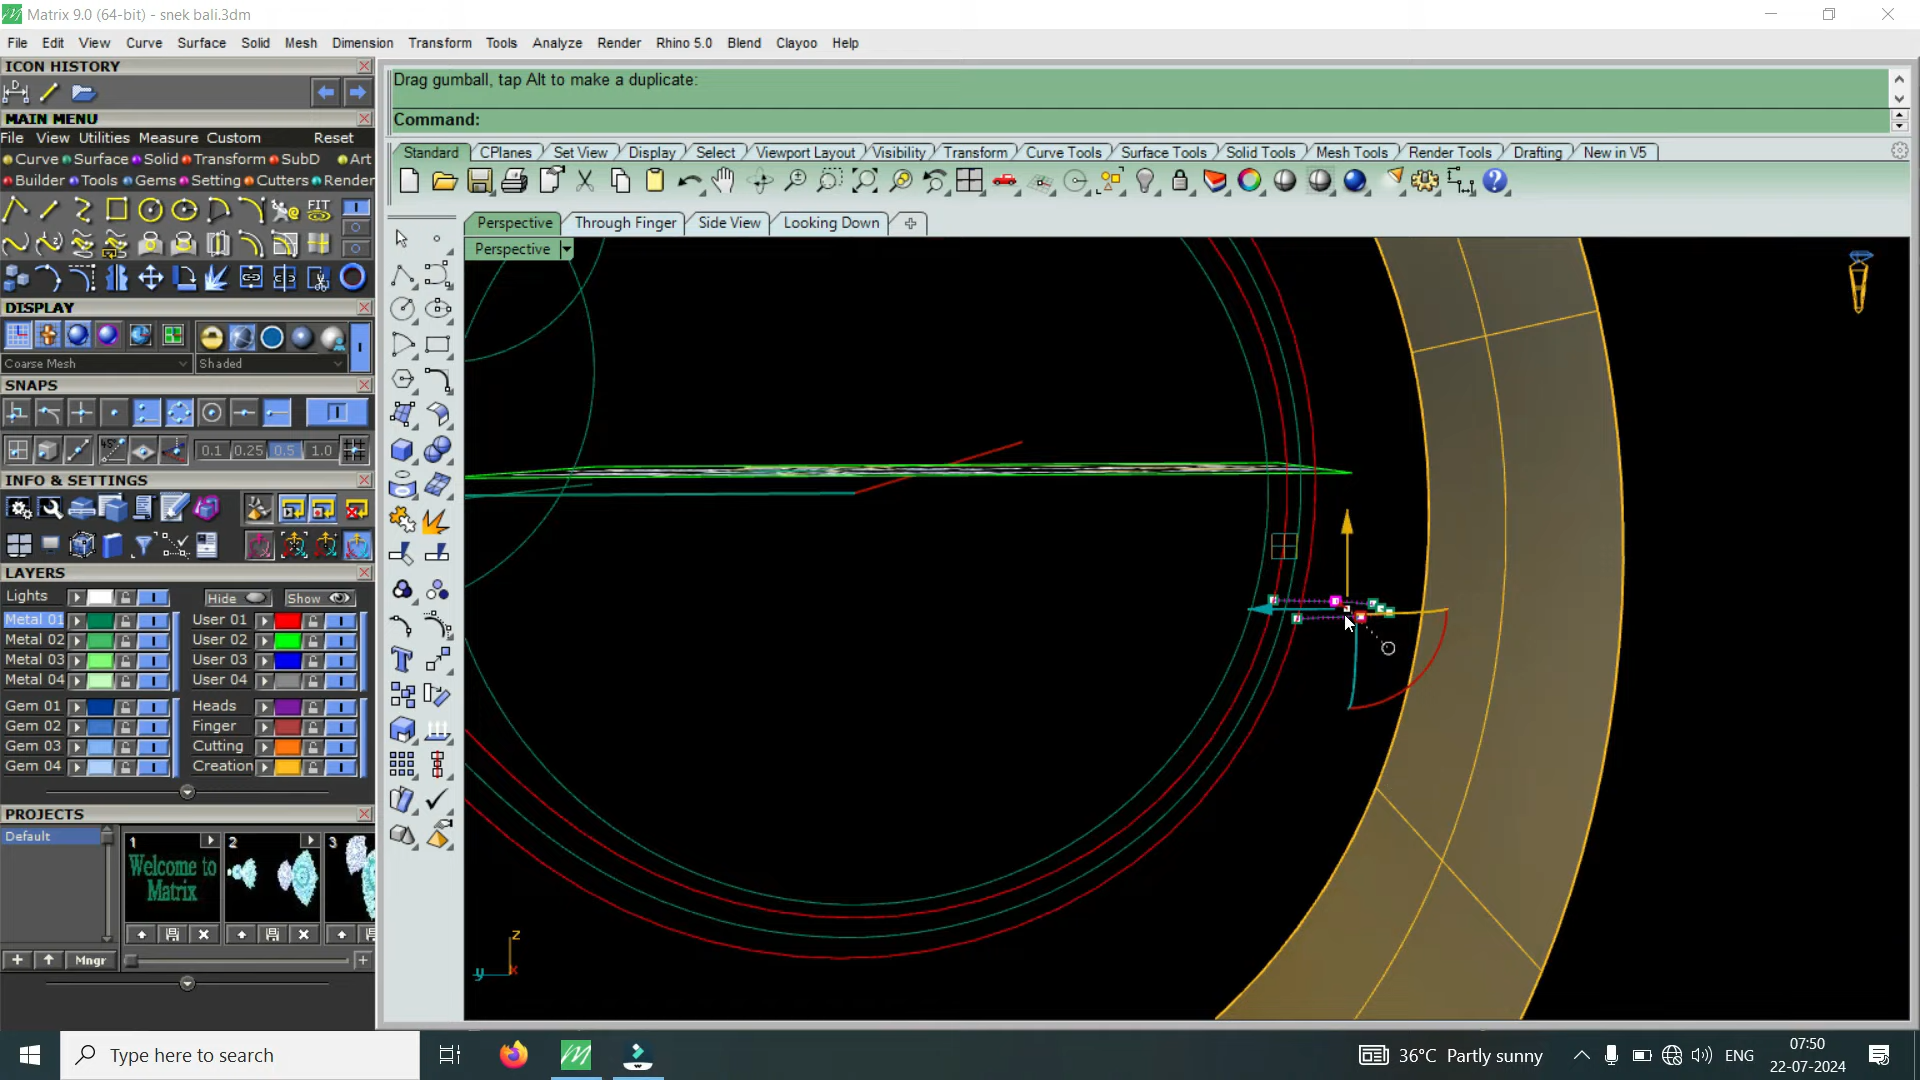 Matrix 9.0 (64-bit) - snek bali.3dm
File Edit View Curve Surface Solid Mesh Dimension Transform Tools Analyze Render Rhino 5.0 Blend Clayoo Help
ICON HISTORY
Drag gumball, tap Alt to make a duplicate:
Command:
MAIN MENU
File View Utilities Measure Custom Reset
Curve Surface Solid Transform SubD Art
Builder Tools Gems Setting Cutters Render
FIT
Standard CPlanes Set View Display Select Viewport Layout Visibility Transform Curve Tools Surface Tools Solid Tools Mesh Tools Render Tools Drafting New in V5
Perspective Through Finger Side View Looking Down
Perspective
DISPLAY
Coarse Mesh Shaded
SNAPS
0.1 0.25 0.5 1.0
INFO & SETTINGS
LAYERS
Lights Hide Show
Metal 01 User 01
Metal 02 User 02
Metal 03 User 03
Metal 04 User 04
Gem 01 Heads
Gem 02 Finger
Gem 03 Cutting
Gem 04 Creation
PROJECTS
Default
1 2 3
Welcome to
Matrix
Mngr
z
y x
Type here to search
36°C Partly sunny
ENG
07:50
22-07-2024